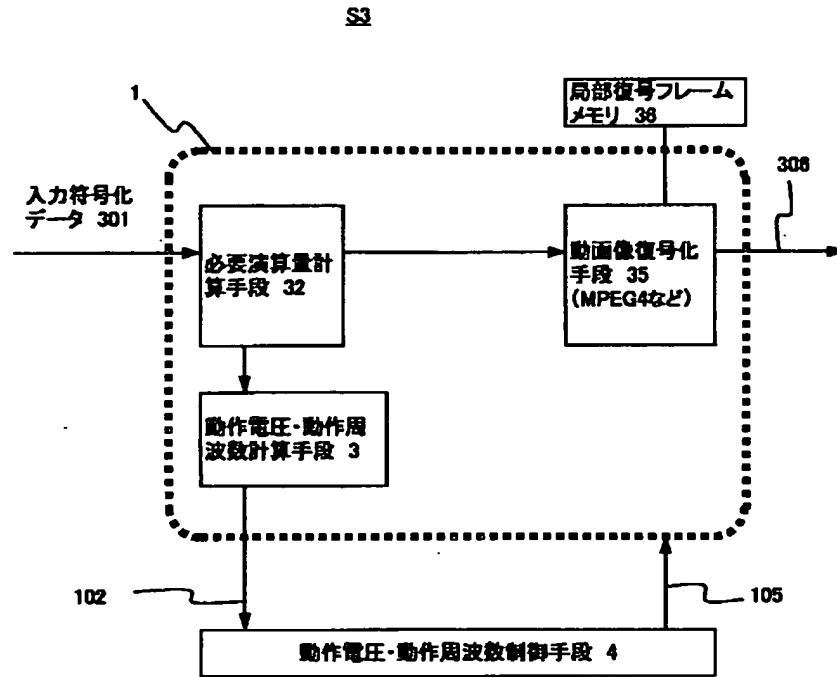 S3
1
局部復号フレーム
メモリ 36
306
入力符号化
データ 301
必要演算量計
算手段 32
動画像復号化
手段 35
(MPEG4など)
動作電圧・動作周
波数計算手段 3
102
105
動作電圧・動作周波数制御手段 4